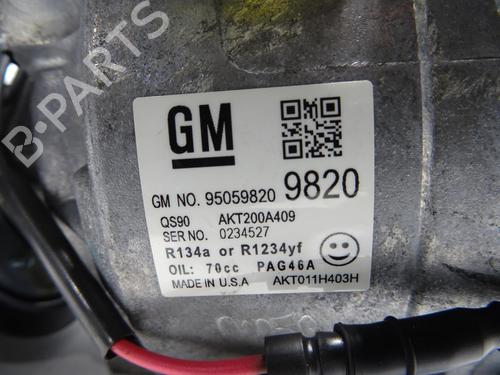 B-PARTS
GM
GM NO. 95059820 9820
QS90 AKT200A409
SER NO. 0234527
R134a or R1234yf
OIL: 70cc PAG46A
MADE IN U.S.A AKT011H403H